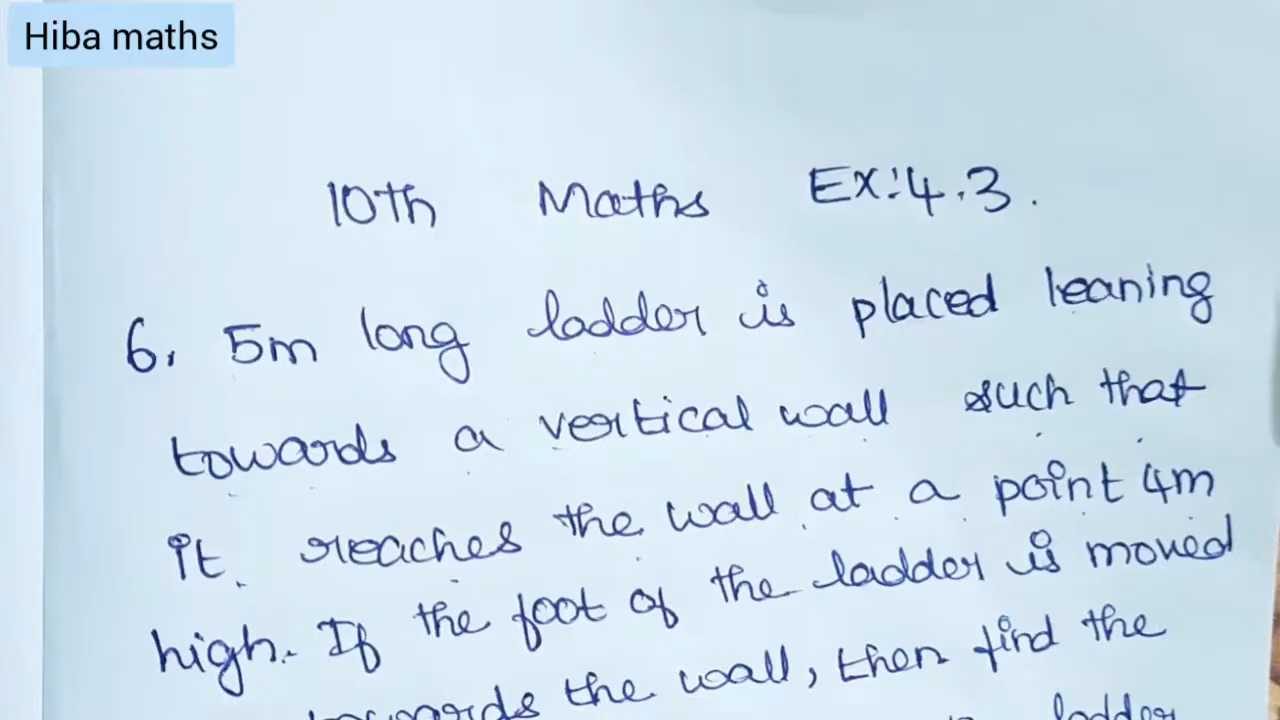 Hiba maths
10th Maths Ex:4.3.
6. 5m long ladder is placed leaning
towards a vertical wall such that
it reaches the wall at a point 4m
high. If the foot of the ladder is moved
towards the wall, then find the
ladder